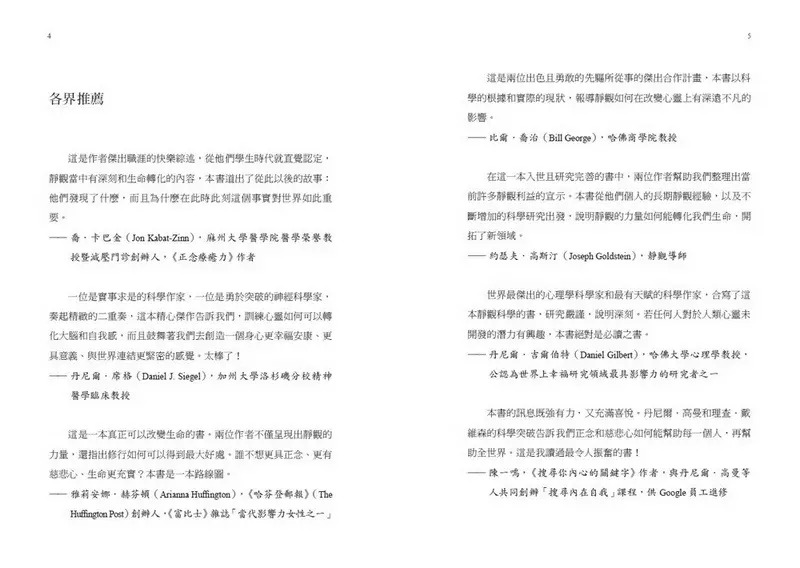 4
各界推薦
這是作者傑出職涯的快樂綜述，從他們學生時代就直覺認定，
靜觀當中有深刻和生命轉化的內容，本書道出了從此以後的故事：
他們發現了什麼，而且為什麼在此時此刻這個事實對世界如此重
要。
——喬．卡巴金（Jon Kabat-Zinn），麻州大學醫學院醫學榮譽教
授暨減壓門診創辦人，《正念療癒力》作者
一位是實事求是的科學作家，一位是勇於突破的神經科學家，
奏起精緻的二重奏，這本精心傑作告訴我們，訓練心靈如何可以轉
化大腦和自我感，而且鼓舞著我們去創造一個身心更幸福安康、更
具意義、與世界連結更緊密的感覺。太棒了！
——丹尼爾．席格（Daniel J. Siegel），加州大學洛杉磯分校精神
醫學臨床教授
這是一本真正可以改變生命的書。兩位作者不僅呈現出靜觀的
力量，還指出修行如何可以得到最大好處。誰不想更具正念、更有
慈悲心、生命更充實？本書是一本路線圖。
——雅莉安娜．赫芬頓（Arianna Huffington），《哈芬登郵報》（The
Huffington Post）創辦人，《富比士》雜誌「當代影響力女性之一」
5
這是兩位出色且勇敢的先驅所從事的傑出合作計畫，本書以科
學的根據和實際的現狀，報導靜觀如何在改變心靈上有深遠不凡的
影響。
——比爾．喬治（Bill George），哈佛商學院教授
在這一本入世且研究完善的書中，兩位作者幫助我們整理出當
前許多靜觀利益的宣示。本書從他們個人的長期靜觀經驗，以及不
斷增加的科學研究出發，說明靜觀的力量如何能轉化我們生命，開
拓了新領域。
——約瑟夫．高斯汀（Joseph Goldstein），靜觀導師
世界最傑出的心理學科學家和最有天賦的科學作家，合寫了這
本靜觀科學的書，研究嚴謹，說明深刻。若任何人對於人類心靈未
開發的潛力有興趣，本書絕對是必讀之書。
——丹尼爾．吉爾伯特（Daniel Gilbert），哈佛大學心理學教授，
公認為世界上幸福研究領域最具影響力的研究者之一
本書的訊息既強有力，又充滿喜悅。丹尼爾．高曼和理查．戴
維森的科學突破告訴我們正念和慈悲心如何能幫助每一個人，再幫
助全世界。這是我讀過最令人振奮的書！
——陳一鳴，《搜尋你內心的關鍵字》作者，與丹尼爾．高曼等
人共同創辦「搜尋內在自我」課程，供 Google 員工進修